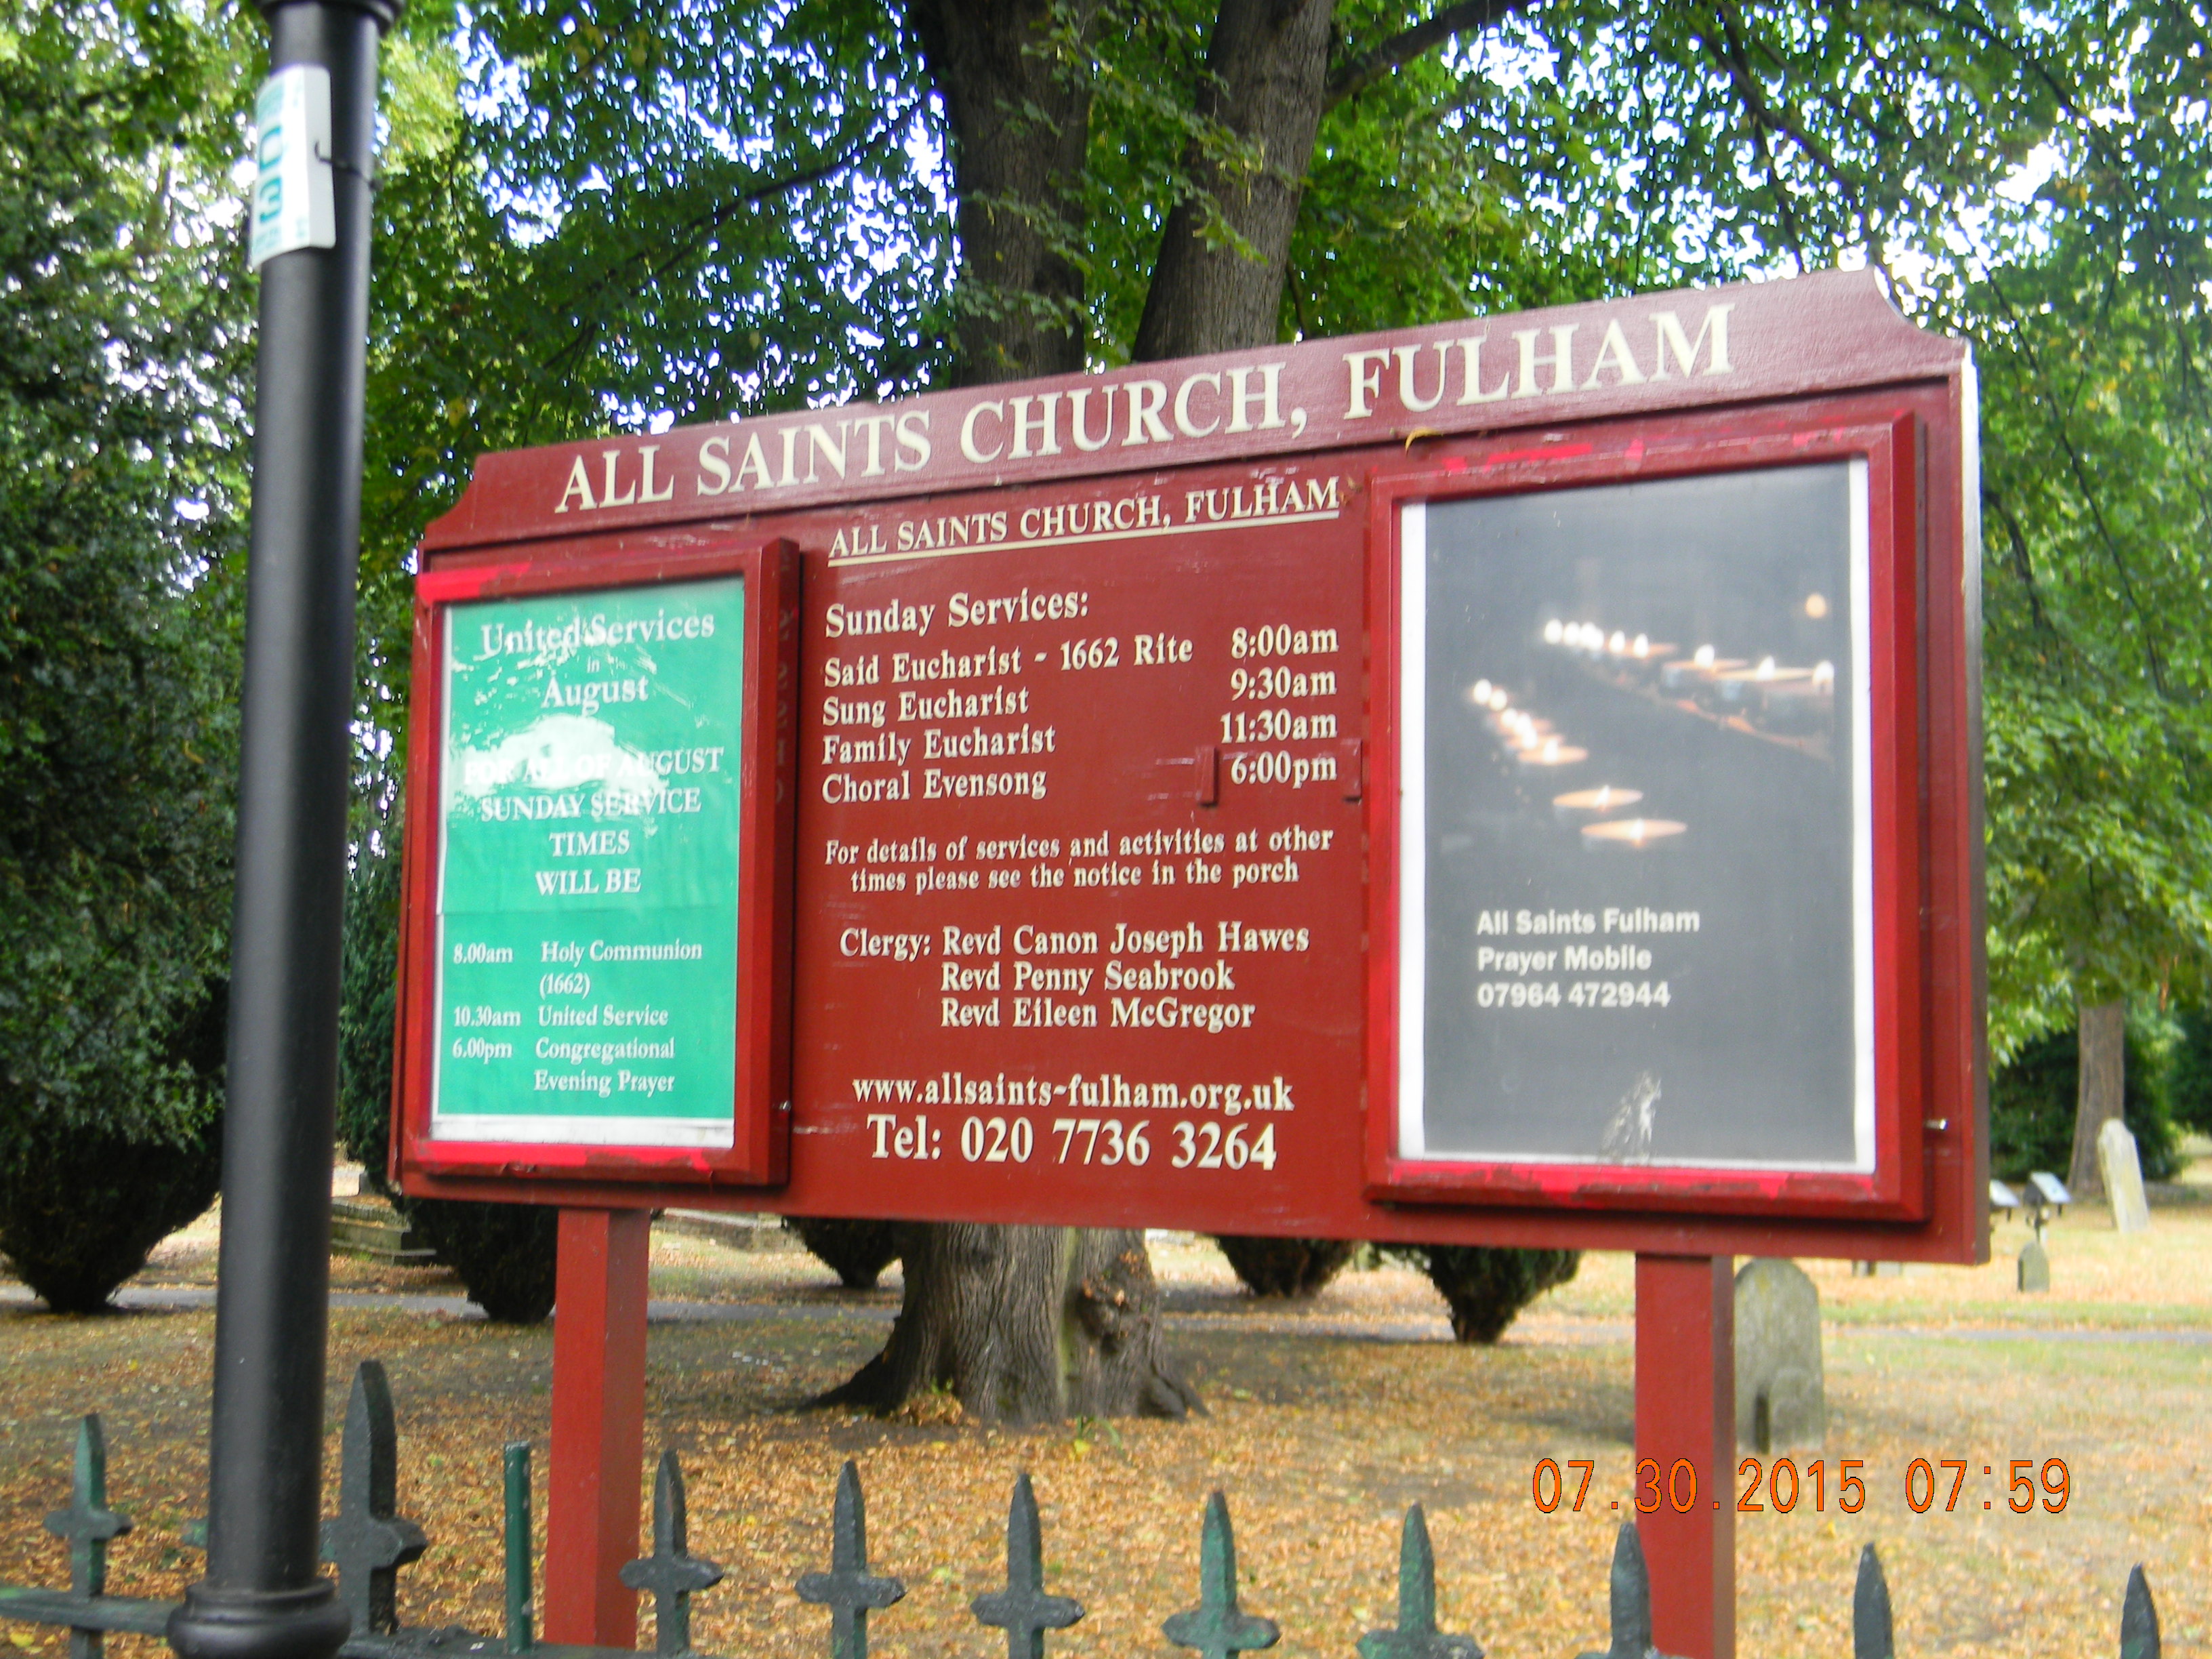 ALL SAINTS CHURCH, FULHAM
United Services
in
August
FOR ALL OF AUGUST
SUNDAY SERVICE
TIMES
WILL BE
8.00am Holy Communion
(1662)
10.30am United Service
6.00pm Congregational
Evening Prayer
ALL SAINTS CHURCH, FULHAM
Sunday Services:
Said Eucharist - 1662 Rite 8:00am
Sung Eucharist 9:30am
Family Eucharist 11:30am
Choral Evensong 6:00pm
For details of services and activities at other
times please see the notice in the porch
Clergy: Revd Canon Joseph Hawes
Revd Penny Seabrook
Revd Eileen McGregor
www.allsaints-fulham.org.uk
Tel: 020 7736 3264
All Saints Fulham
Prayer Mobile
07964 472944
07.30.2015 07:59